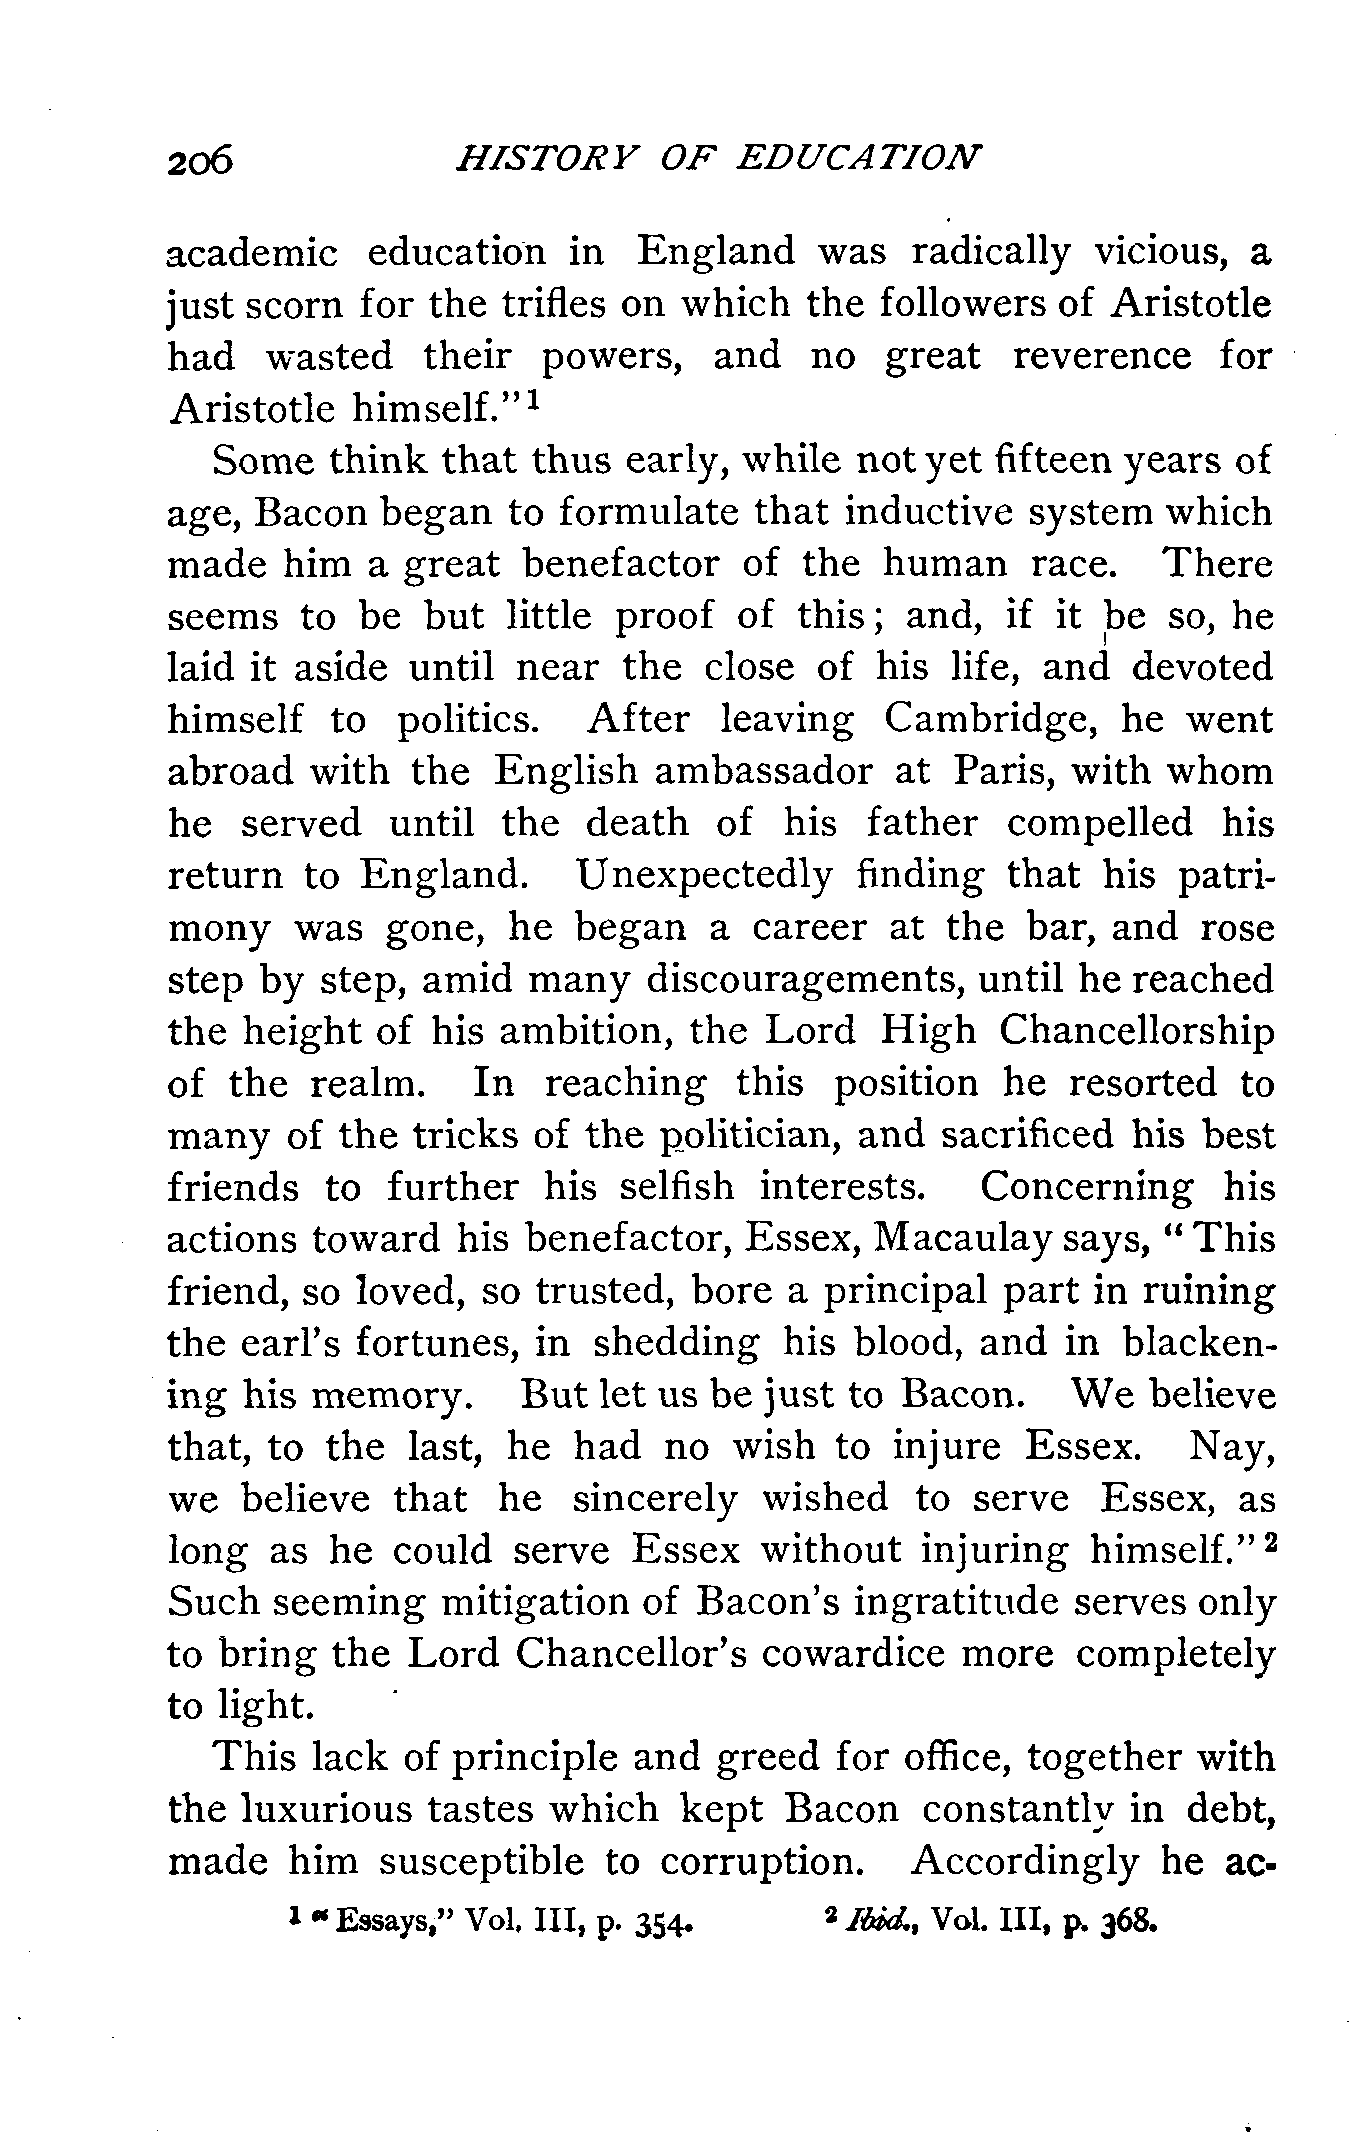 206 HISTORY OF EDUCATION
academic education in England was radically vicious, a
just scorn for the trifles on which the followers of Aristotle
had wasted their powers, and no great reverence for
Aristotle himself." 1
Some think that thus early, while not yet fifteen years of
age, Bacon began to formulate that inductive system which
made him a great benefactor of the human race. There
seems to be but little proof of this; and, if it be so, he
laid it aside until near the close of his life, and devoted
himself to politics. After leaving Cambridge, he went
abroad with the English ambassador at Paris, with whom
he served until the death of his father compelled his
return to England. Unexpectedly finding that his patri-
mony was gone, he began a career at the bar, and rose
step by step, amid many discouragements, until he reached
the height of his ambition, the Lord High Chancellorship
of the realm. In reaching this position he resorted to
many of the tricks of the politician, and sacrificed his best
friends to further his selfish interests. Concerning his
actions toward his benefactor, Essex, Macaulay says, "This
friend, so loved, so trusted, bore a principal part in ruining
the earl's fortunes, in shedding his blood, and in blacken-
ing his memory. But let us be just to Bacon. We believe
that, to the last, he had no wish to injure Essex. Nay,
we believe that he sincerely wished to serve Essex, as
long as he could serve Essex without injuring himself." 2
Such seeming mitigation of Bacon's ingratitude serves only
to bring the Lord Chancellor's cowardice more completely
to light.
This lack of principle and greed for office, together with
the luxurious tastes which kept Bacon constantly in debt,
made him susceptible to corruption. Accordingly he ac-
1 "Essays," Vol. III, p. 354. 2 Ibid., Vol. III, p. 368.